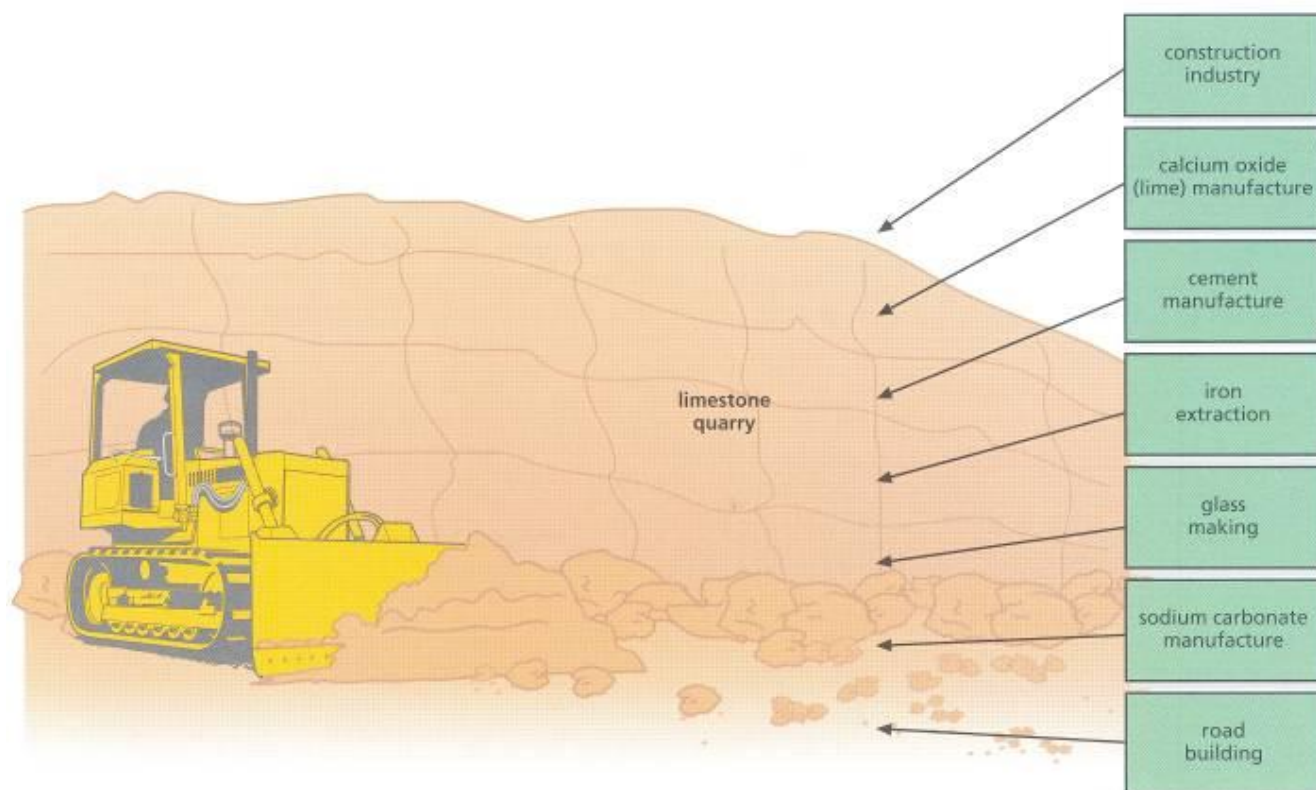 construction
industry
calcium oxide
(lime) manufacture
cement
manufacture
limestone
quarry
iron
extraction
glass
making
sodium carbonate
manufacture
road
building